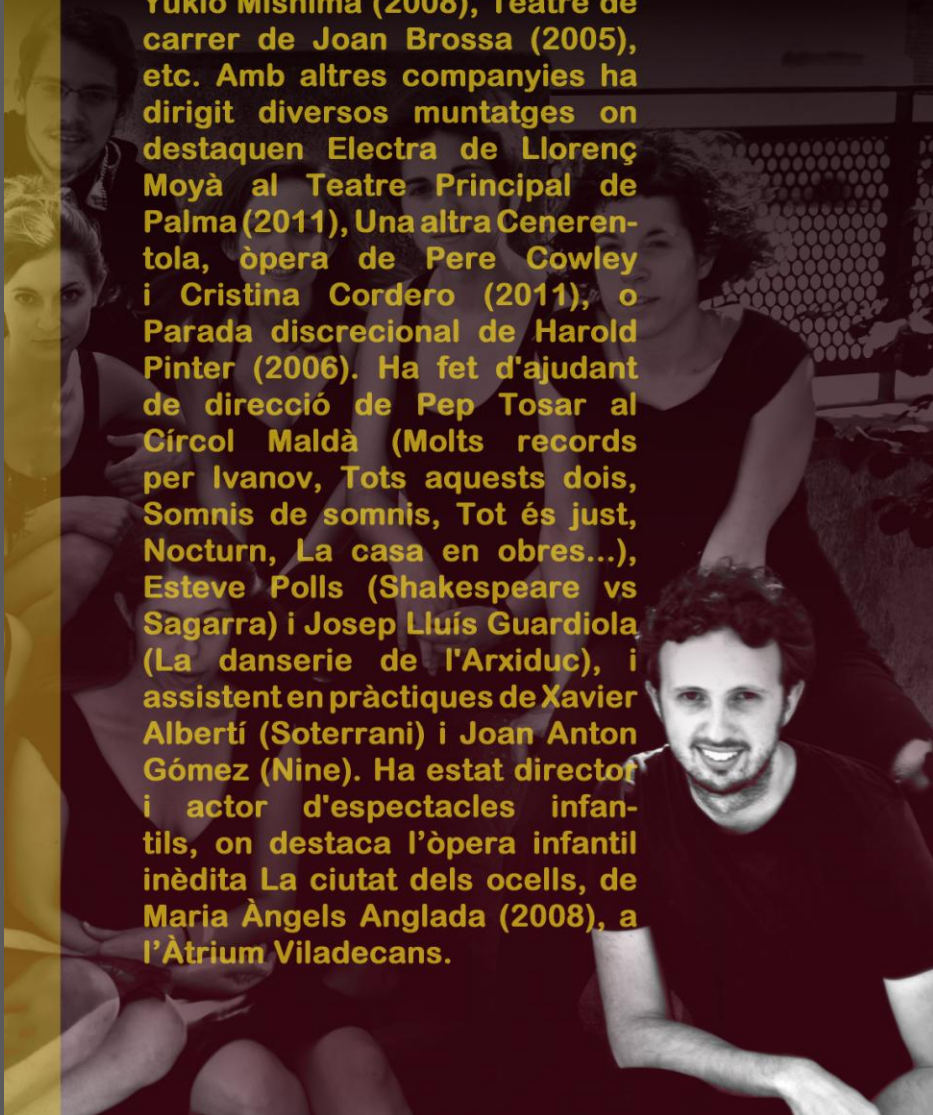 Yukio Mishima (2008), Teatre de
carrer de Joan Brossa (2005),
etc. Amb altres companyies ha
dirigit diversos muntatges on
destaquen Electra de Llorenç
Moyà al Teatre Principal de
Palma (2011), Una altra Ceneren-
tola, òpera de Pere Cowley
i Cristina Cordero (2011), o
Parada discrecional de Harold
Pinter (2006). Ha fet d'ajudant
de direcció de Pep Tosar al
Círcol Maldà (Molts records
per Ivanov, Tots aquests dois,
Somnis de somnis, Tot és just,
Nocturn, La casa en obres...),
Esteve Polls (Shakespeare vs
Sagarra) i Josep Lluís Guardiola
(La danserie de l'Arxiduc), i
assistent en pràctiques de Xavier
Albertí (Soterrani) i Joan Anton
Gómez (Nine). Ha estat director
i actor d'espectacles infan-
tils, on destaca l’òpera infantil
inèdita La ciutat dels ocells, de
Maria Àngels Anglada (2008), a
l’Àtrium Viladecans.